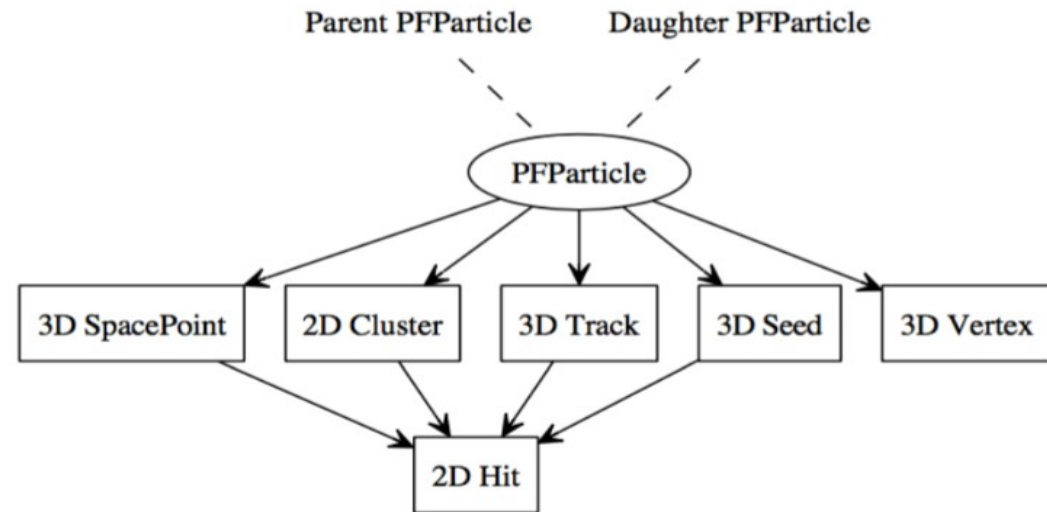 Parent PFParticle
Daughter PFParticle
PFParticle
3D SpacePoint
2D Cluster
3D Track
3D Seed
3D Vertex
2D Hit